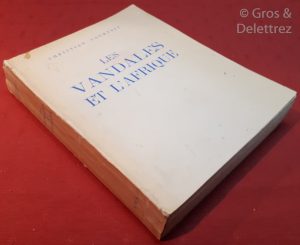 © Gros &
Delettrez
CHRISTIAN COURTOIS
LES
VANDALES
ET L'AFRIQUE